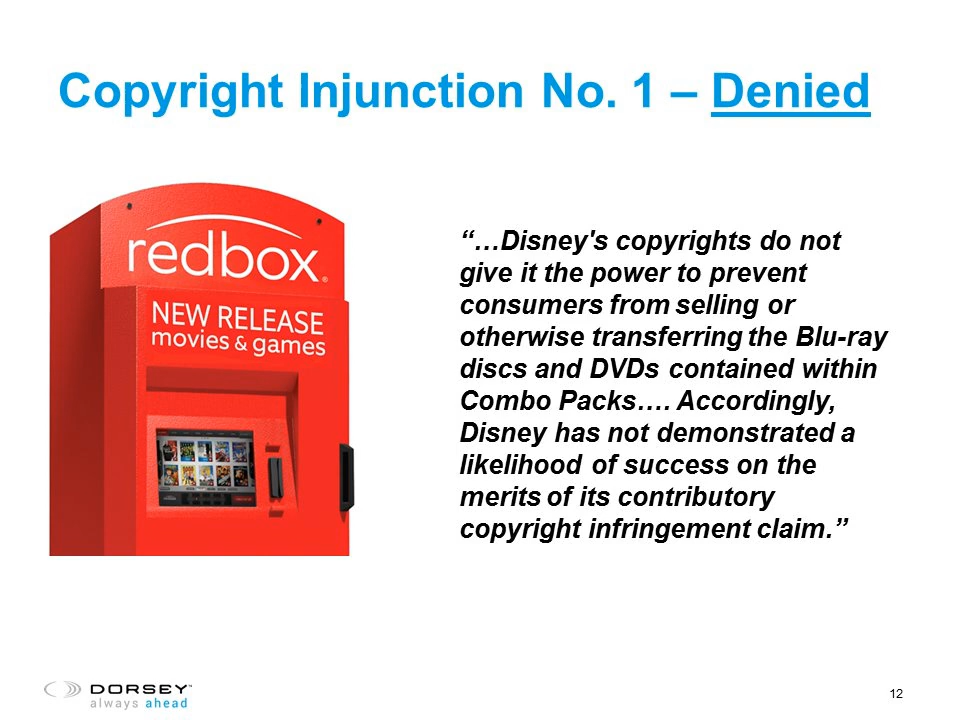 Copyright Injunction No. 1 – Denied
redbox.
NEW RELEASE
movies & games
“…Disney's copyrights do not
give it the power to prevent
consumers from selling or
otherwise transferring the Blu-ray
discs and DVDs contained within
Combo Packs…. Accordingly,
Disney has not demonstrated a
likelihood of success on the
merits of its contributory
copyright infringement claim.”
DORSEY™
always ahead
12